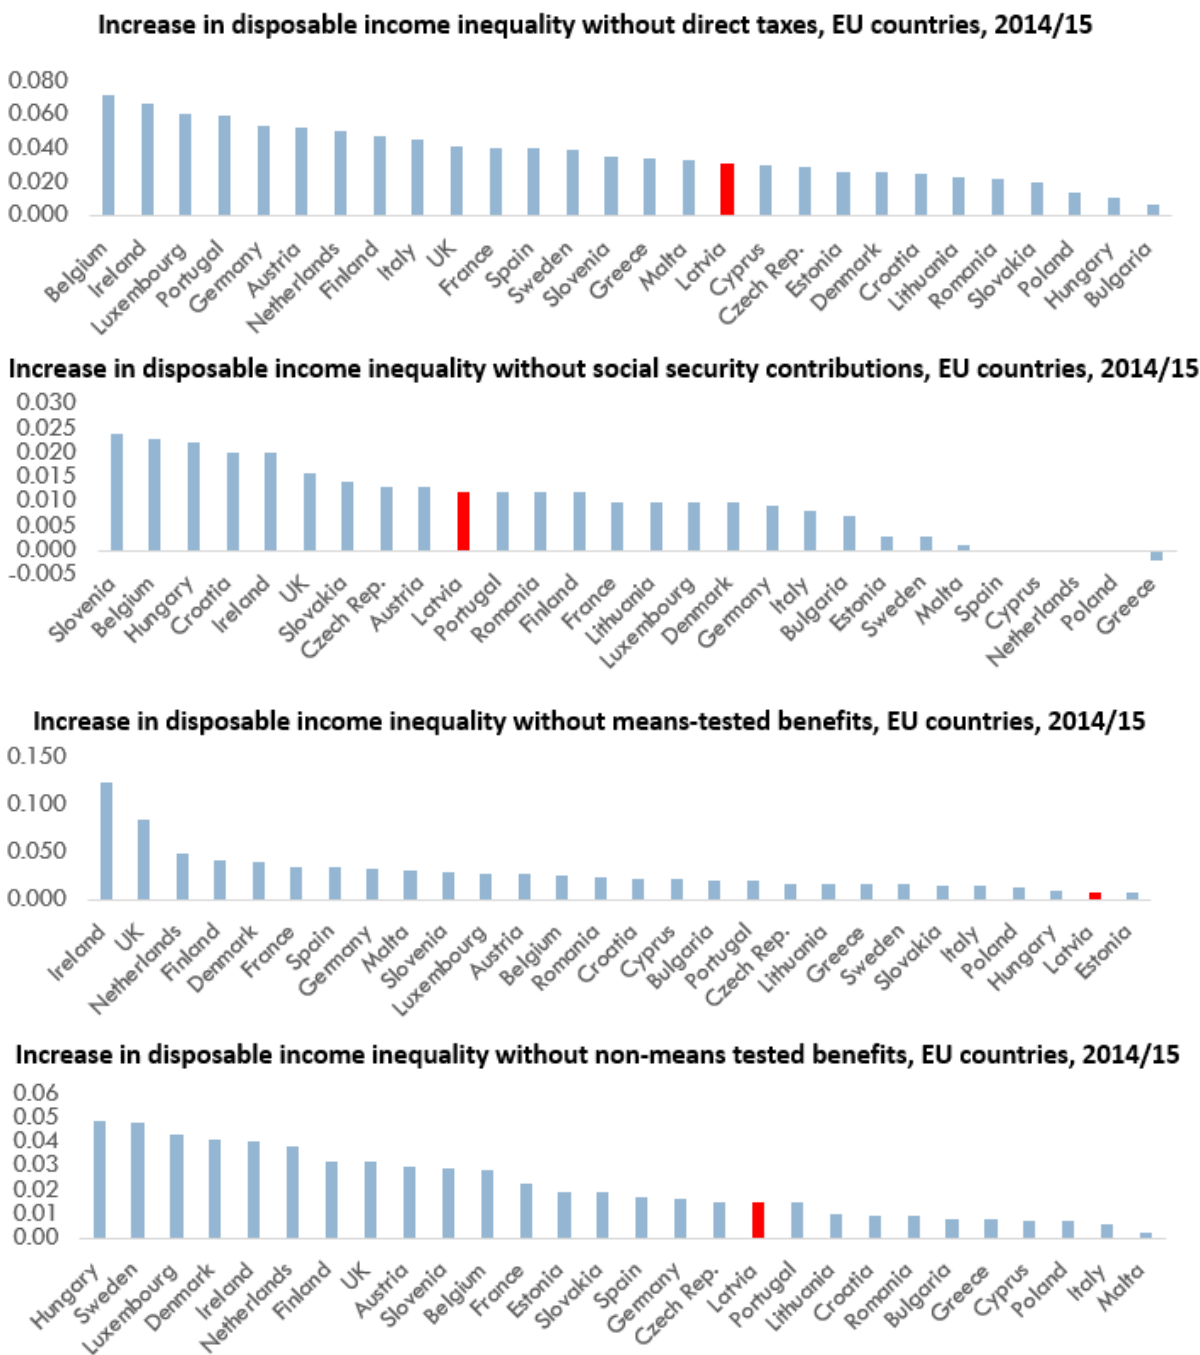 Increase in disposable income inequality without direct taxes, EU countries, 2014/15
0.080
0.060
0.040
0.020
0.000
Belgium
Ireland
Luxembourg
Portugal
Germany
Austria
Netherlands
Finland
Italy
UK
France
Spain
Sweden
Slovenia
Greece
Malta
Latvia
Cyprus
Czech Rep.
Estonia
Denmark
Croatia
Lithuania
Romania
Slovakia
Poland
Hungary
Bulgaria
Increase in disposable income inequality without social security contributions, EU countries, 2014/15
0.030
0.025
0.020
0.015
0.010
0.005
0.000
-0.005
Slovenia
Belgium
Hungary
Croatia
Ireland
UK
Slovakia
Czech Rep.
Austria
Latvia
Portugal
Romania
Finland
France
Lithuania
Luxembourg
Denmark
Germany
Italy
Bulgaria
Estonia
Sweden
Malta
Spain
Cyprus
Netherlands
Poland
Greece
Increase in disposable income inequality without means-tested benefits, EU countries, 2014/15
0.150
0.100
0.050
0.000
Ireland
UK
Netherlands
Finland
Denmark
France
Spain
Germany
Malta
Slovenia
Luxembourg
Austria
Belgium
Romania
Croatia
Cyprus
Bulgaria
Portugal
Czech Rep.
Lithuania
Greece
Sweden
Slovakia
Italy
Poland
Hungary
Latvia
Estonia
Increase in disposable income inequality without non-means tested benefits, EU countries, 2014/15
0.06
0.05
0.04
0.03
0.02
0.01
0.00
Hungary
Sweden
Luxembourg
Denmark
Ireland
Netherlands
Finland
UK
Austria
Slovenia
Belgium
France
Estonia
Slovakia
Spain
Germany
Czech Rep.
Latvia
Portugal
Lithuania
Croatia
Romania
Bulgaria
Greece
Cyprus
Poland
Italy
Malta